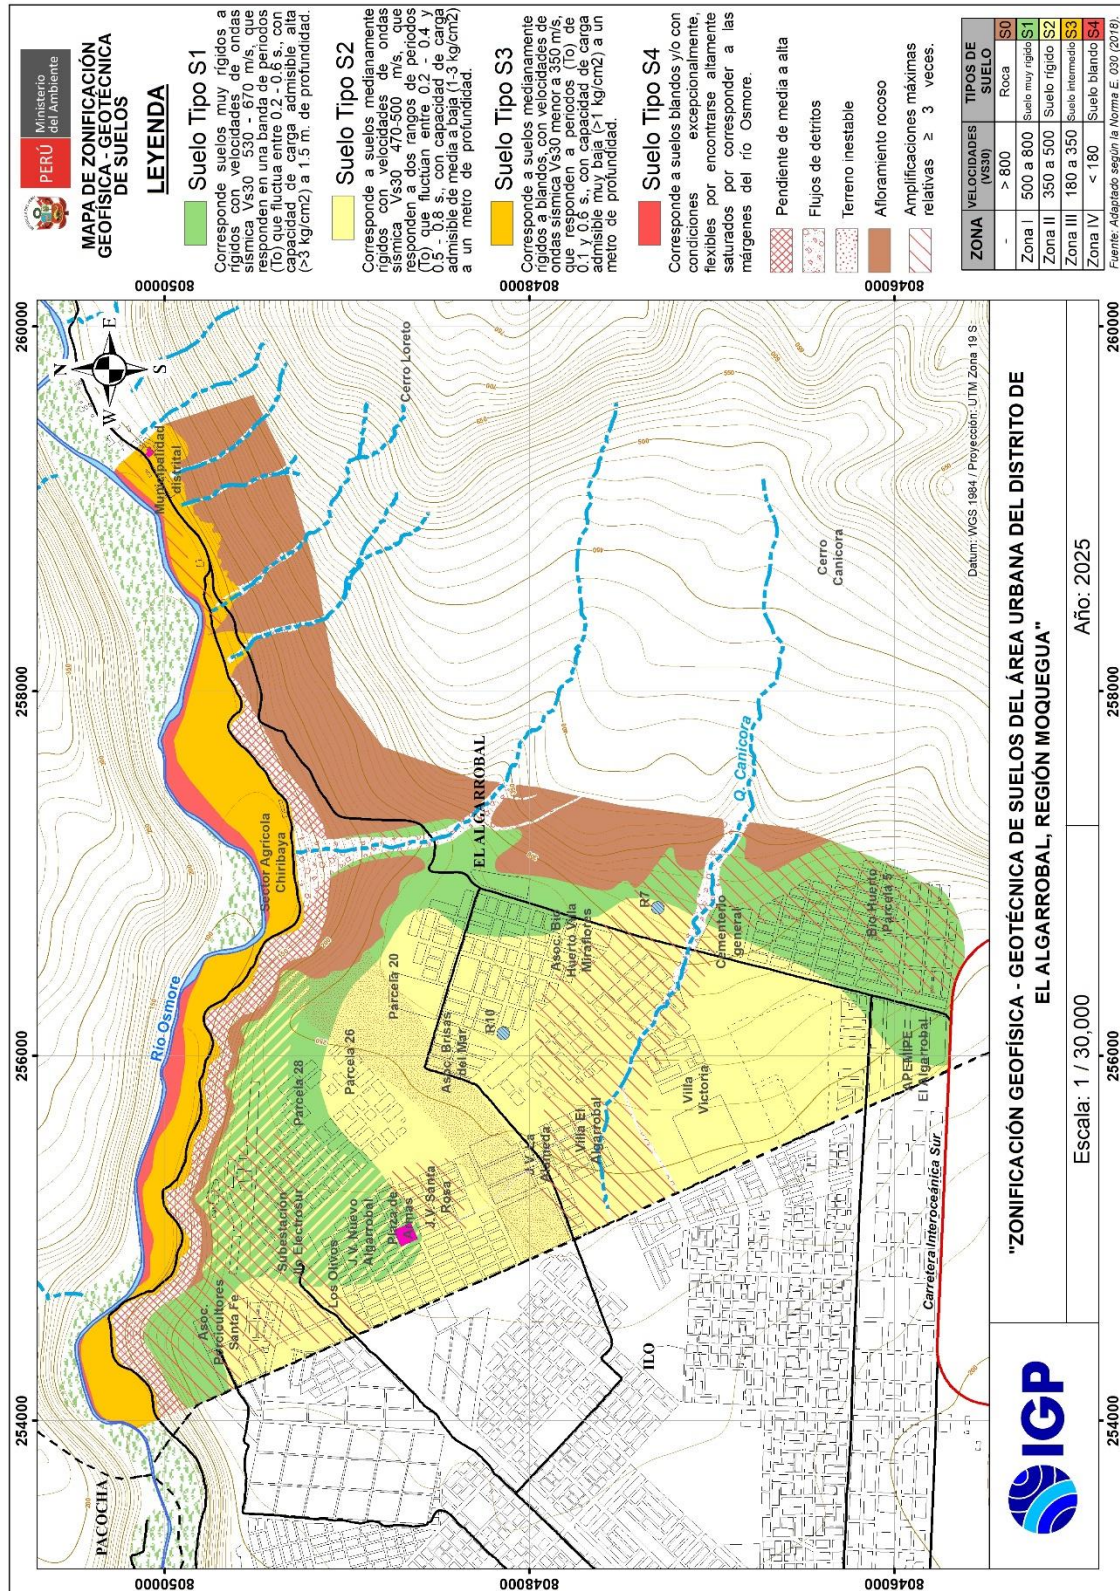 PERÚ
Ministerio
del Ambiente
MAPA DE ZONIFICACIÓN
GEOFÍSICA - GEOTÉCNICA
DE SUELOS
LEYENDA
Suelo Tipo S1
Corresponde a suelos muy rígidos a
rígidos con velocidades de ondas
sísmica Vs30 530 - 670 m/s, que
responden en una banda de periodos
(To) que fluctua entre 0.2 - 0.6 s, con
capacidad de carga admisible alta
(>3 kg/cm2) a 1.5 m. de profundidad.
Suelo Tipo S2
Corresponde a suelos medianamente
rígidos con velocidades de ondas
sísmica Vs30 470-500 m/s, que
responden a dos rangos de periodos
(To) que fluctúan entre 0.2 - 0.4 y
0.5 - 0.8 s., con capacidad de carga
admisible de media a baja (1-3 kg/cm2)
a un metro de profundidad.
Suelo Tipo S3
Corresponde a suelos medianamente
rígidos a blandos, con velocidades de
ondas sísmica Vs30 menor a 350 m/s,
que responden a periodos (To) de
0.1 y 0.6 s., con capacidad de carga
admisible muy baja (>1 kg/cm2) a un
metro de profundidad.
Suelo Tipo S4
Corresponde a suelos blandos y/o con
condiciones excepcionalmente,
flexibles por encontrarse altamente
saturados por corresponder a las
márgenes del río Osmore.
Pendiente de media a alta
Flujos de detritos
Terreno inestable
Afloramiento rocoso
Amplificaciones máximas
relativas ≥ 3 veces.
ZONA VELOCIDADES (VS30) TIPOS DE SUELO
- > 800 Roca S0
Zona I 500 a 800 Suelo muy rígido S1
Zona II 350 a 500 Suelo rígido S2
Zona III 180 a 350 Suelo intermedio S3
Zona IV < 180 Suelo blando S4
Fuente: Adaptado según la Norma E. 030 (2018).
254000
256000
258000
260000
8050000
8048000
8046000
N
W
E
S
PACOCHA
Río Osmore
Municipalidad
distrital
Cerro Loreto
Sector Agrícola
Chiribaya
EL ALGARROBAL
Q. Canicora
Cerro
Canicora
Asoc.
Porcicultores
Santa Fe
Subestación
Ilo Electrosur
Los Olivos
J.V. Nuevo
Algarrobal
Plaza de
Armas
J.V. Santa
Rosa
Parcela 28
Parcela 26
Parcela 20
Asoc. Brisas
del Mar
R10
Asoc. Bio
Huerto Villa
Miraflores
R7
J.V. La
Alameda
Villa El
Algarrobal
Villa
Victoria
Cementerio
general
Bio Huerto
Parcela 5
APEMIPE
El Algarrobal
ILO
Carretera Interoceánica Sur
Datum: WGS 1984 / Proyección: UTM Zona 19 S
254000
256000
258000
260000
8050000
8048000
8046000
IGP
"ZONIFICACIÓN GEOFÍSICA - GEOTÉCNICA DE SUELOS DEL ÁREA URBANA DEL DISTRITO DE
EL ALGARROBAL, REGIÓN MOQUEGUA"
Escala: 1 / 30,000
Año: 2025